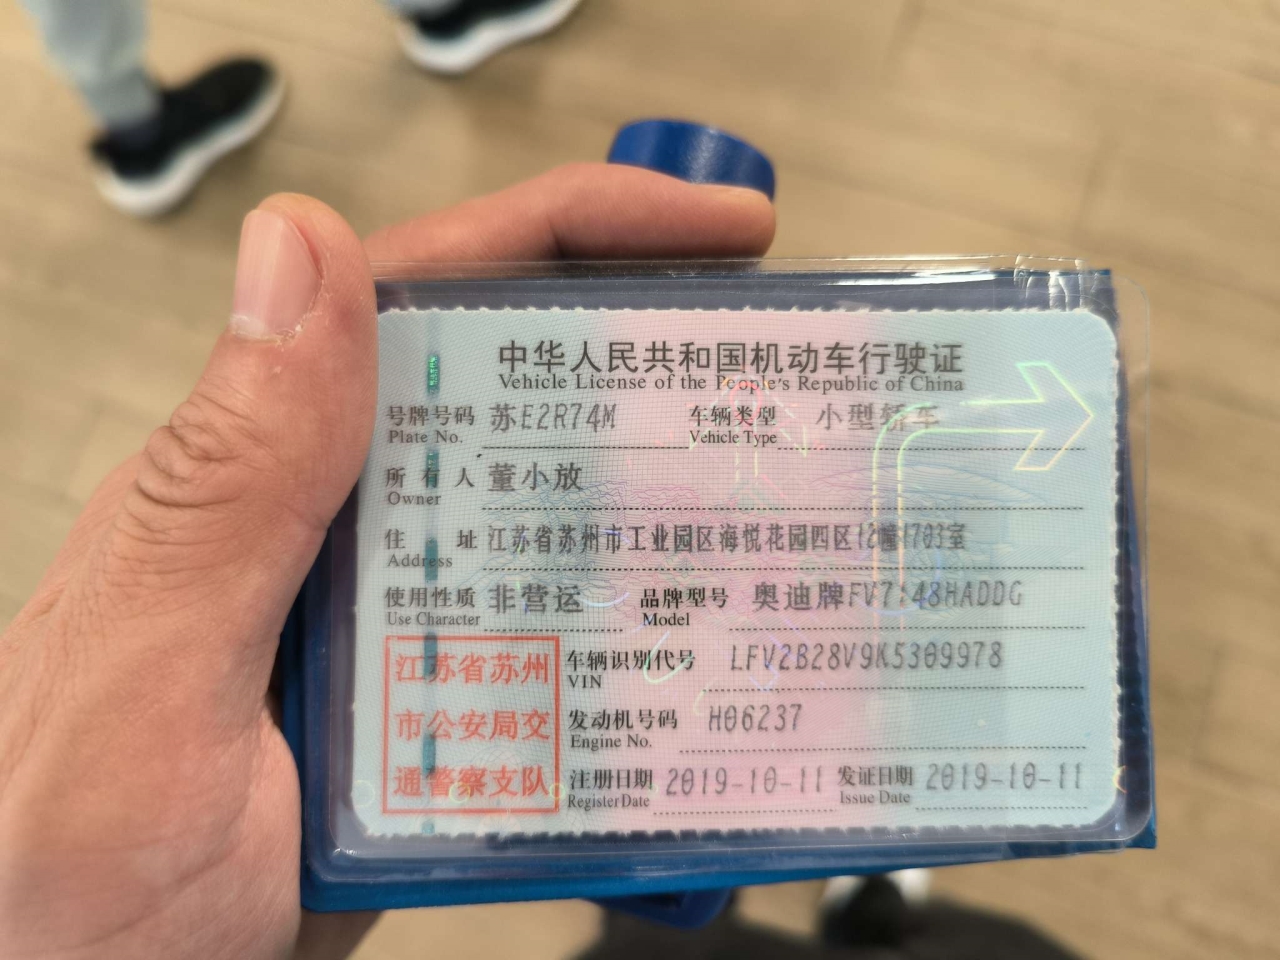 中华人民共和国机动车行驶证
Vehicle License of the People's Republic of China
号牌号码 苏E2R74M 车辆类型 小型轿车
Plate No. Vehicle Type
所有人 董小放
Owner
住址 江苏省苏州市工业园区海悦花园四区12幢1703室
Address
使用性质 非营运 品牌型号 奥迪牌FV7148HADDG
Use Character Model
江苏省苏州
市公安局交
通警察支队
车辆识别代号 LFV2B28V9K5309978
VIN
发动机号码 H06237
Engine No.
注册日期 2019-10-11 发证日期 2019-10-11
Register Date Issue Date